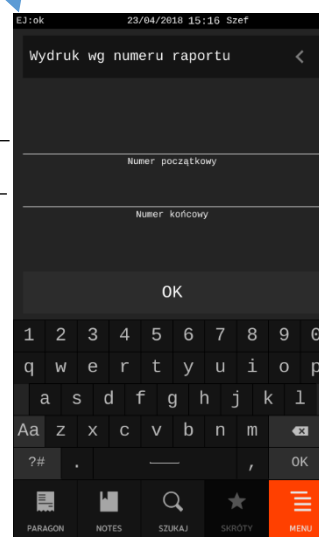 EJ:ok 23/04/2018 15:16 Szef
Wydruk wg numeru raportu <
Numer początkowy
Numer końcowy
OK
1 2 3 4 5 6 7 8 9 0
q w e r t y u i o p
a s d f g h j k l
Aa z x c v b n m
?# . , OK
PARAGON NOTES SZUKAJ SKRÓTY MENU